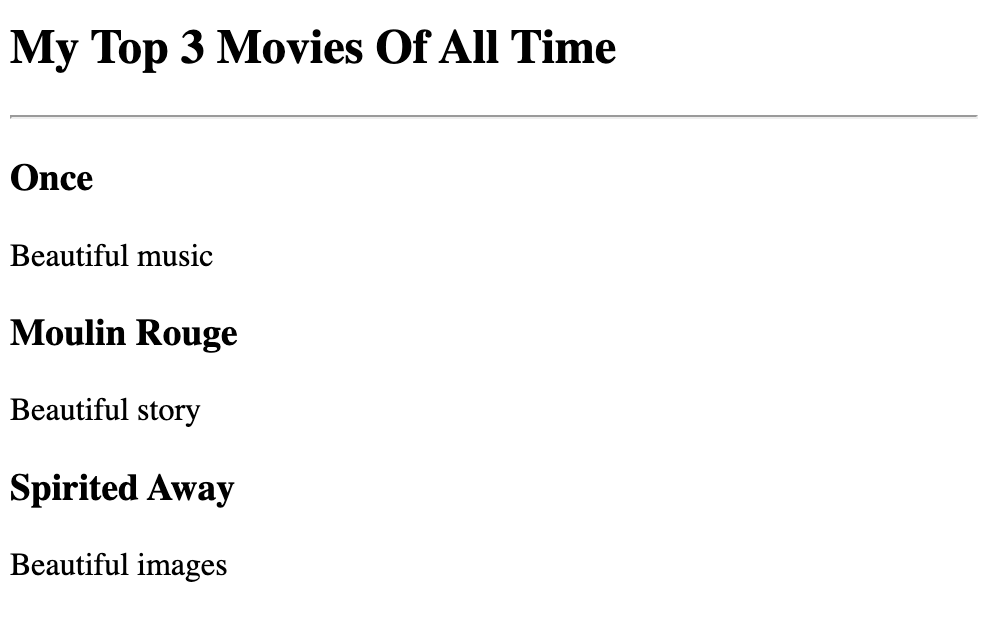 My Top 3 Movies Of All Time
Once
Beautiful music
Moulin Rouge
Beautiful story
Spirited Away
Beautiful images